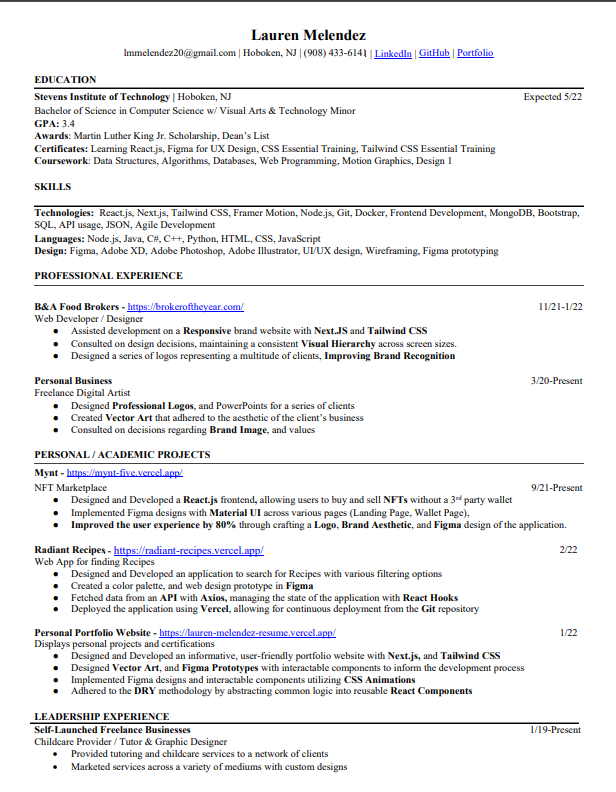 Lauren Melendez
lmmelendez20@gmail.com | Hoboken, NJ | (908) 433-6141 | LinkedIn | GitHub | Portfolio
EDUCATION
Stevens Institute of Technology | Hoboken, NJ Expected 5/22
Bachelor of Science in Computer Science w/ Visual Arts & Technology Minor
GPA: 3.4
Awards: Martin Luther King Jr. Scholarship, Dean's List
Certificates: Learning React.js, Figma for UX Design, CSS Essential Training, Tailwind CSS Essential Training
Coursework: Data Structures, Algorithms, Databases, Web Programming, Motion Graphics, Design 1
SKILLS
Technologies: React.js, Next.js, Tailwind CSS, Framer Motion, Node.js, Git, Docker, Frontend Development, MongoDB, Bootstrap,
SQL, API usage, JSON, Agile Development
Languages: Node.js, Java, C#, C++, Python, HTML, CSS, JavaScript
Design: Figma, Adobe XD, Adobe Photoshop, Adobe Illustrator, UI/UX design, Wireframing, Figma prototyping
PROFESSIONAL EXPERIENCE
B&A Food Brokers - https://brokeroftheyear.com/ 11/21-1/22
Web Developer / Designer
● Assisted development on a Responsive brand website with Next.JS and Tailwind CSS
● Consulted on design decisions, maintaining a consistent Visual Hierarchy across screen sizes.
● Designed a series of logos representing a multitude of clients, Improving Brand Recognition
Personal Business 3/20-Present
Freelance Digital Artist
● Designed Professional Logos, and PowerPoints for a series of clients
● Created Vector Art that adhered to the aesthetic of the client's business
● Consulted on decisions regarding Brand Image, and values
PERSONAL / ACADEMIC PROJECTS
Mynt - https://mynt-five.vercel.app/
NFT Marketplace 9/21-Present
● Designed and Developed a React.js frontend, allowing users to buy and sell NFTs without a 3rd party wallet
● Implemented Figma designs with Material UI across various pages (Landing Page, Wallet Page),
● Improved the user experience by 80% through crafting a Logo, Brand Aesthetic, and Figma design of the application.
Radiant Recipes - https://radiant-recipes.vercel.app/ 2/22
Web App for finding Recipes
● Designed and Developed an application to search for Recipes with various filtering options
● Created a color palette, and web design prototype in Figma
● Fetched data from an API with Axios, managing the state of the application with React Hooks
● Deployed the application using Vercel, allowing for continuous deployment from the Git repository
Personal Portfolio Website - https://lauren-melendez-resume.vercel.app/ 1/22
Displays personal projects and certifications
● Designed and Developed an informative, user-friendly portfolio website with Next.js, and Tailwind CSS
● Designed Vector Art, and Figma Prototypes with interactable components to inform the development process
● Implemented Figma designs and interactable components utilizing CSS Animations
● Adhered to the DRY methodology by abstracting common logic into reusable React Components
LEADERSHIP EXPERIENCE
Self-Launched Freelance Businesses 1/19-Present
Childcare Provider / Tutor & Graphic Designer
● Provided tutoring and childcare services to a network of clients
● Marketed services across a variety of mediums with custom designs